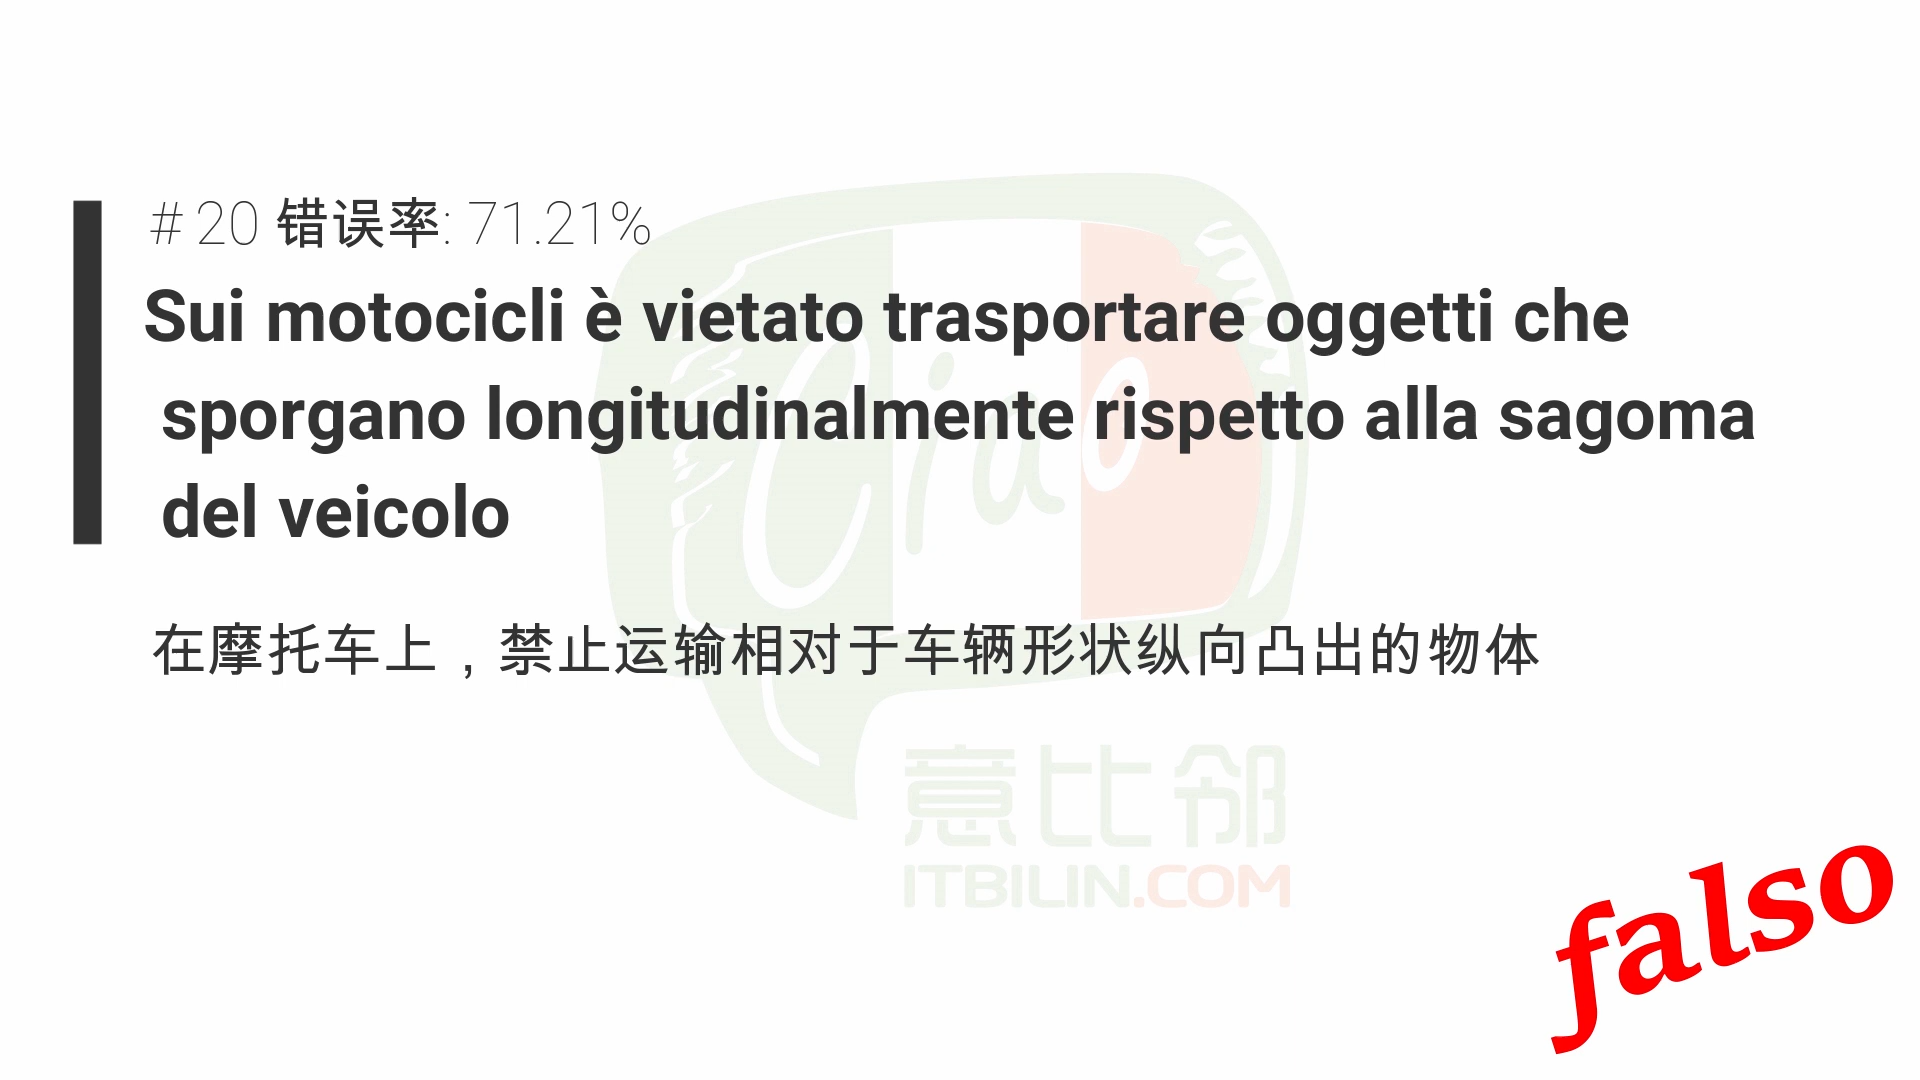 # 20 错误率: 71.21%
Sui motocicli è vietato trasportare oggetti che
sporgano longitudinalmente rispetto alla sagoma
del veicolo
在摩托车上，禁止运输相对于车辆形状纵向凸出的物体
Ciao
意比邻
ITBILIN.COM
falso